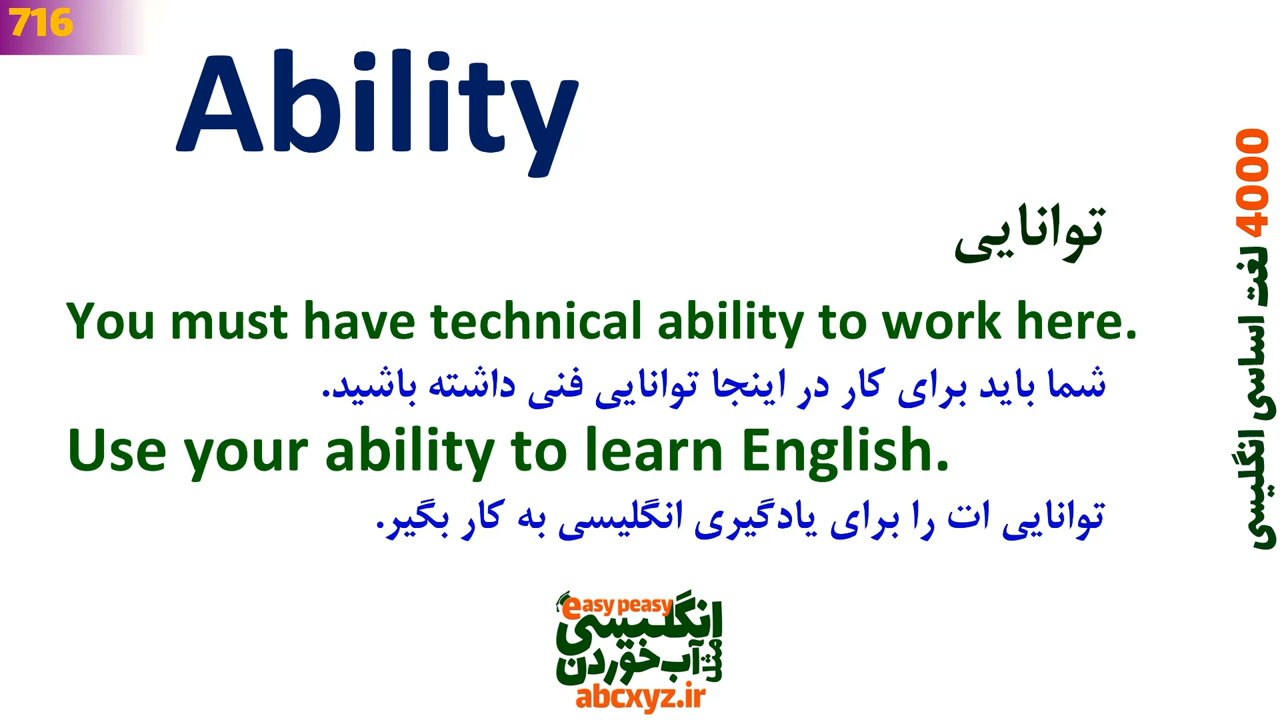 716
Ability
توانایی
You must have technical ability to work here.
شما باید برای کار در اینجا توانایی فنی داشته باشید.
Use your ability to learn English.
توانایی ات را برای یادگیری انگلیسی به کار بگیر.
4000 لغت اساسی انگلیسی
easy peasy
انگلیسی
مثل آب خوردن
abcxyz.ir